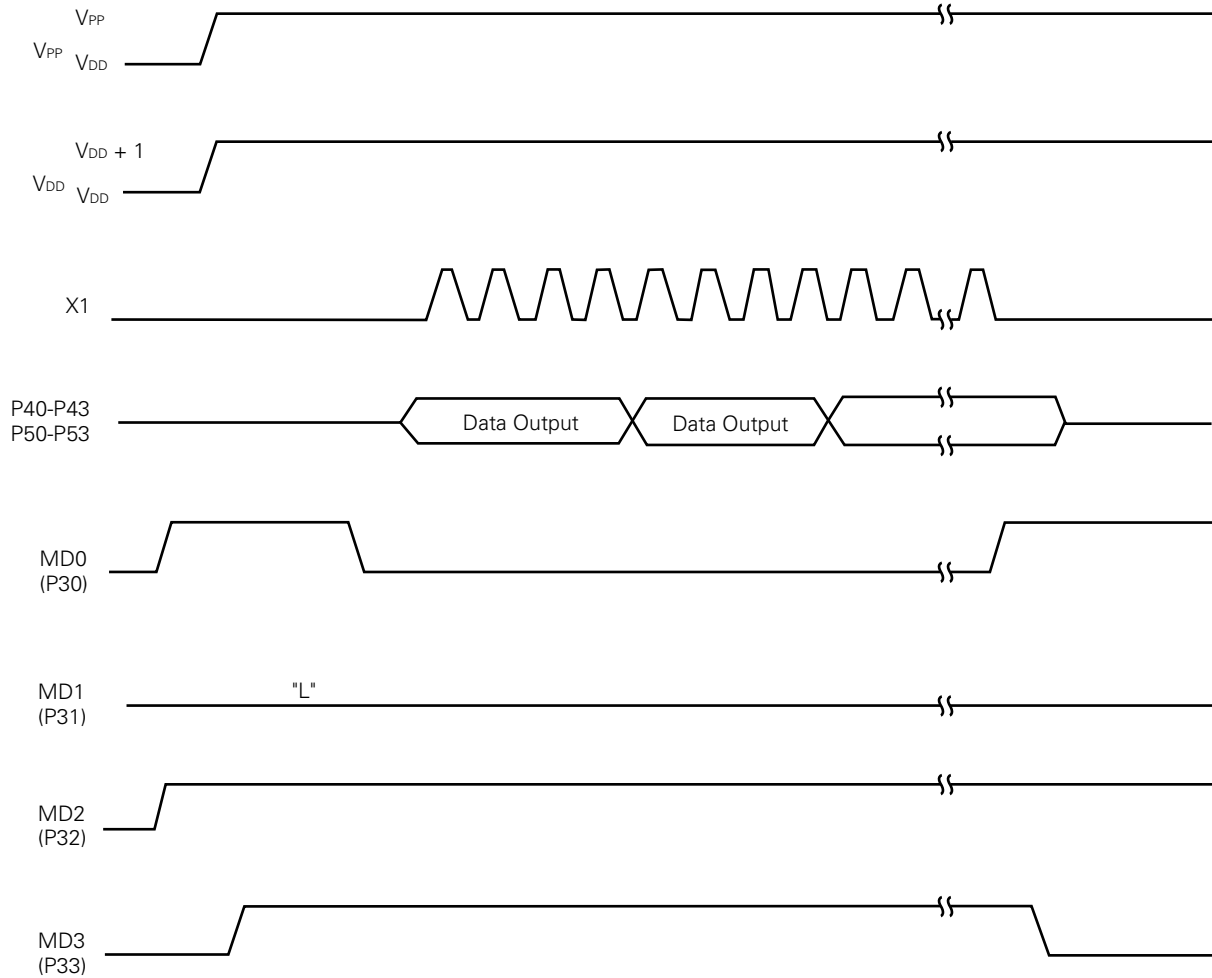 VPP
VPP VDD
VDD + 1
VDD VDD
X1
P40-P43
P50-P53
Data Output Data Output
MD0
(P30)
MD1
(P31)
"L"
MD2
(P32)
MD3
(P33)